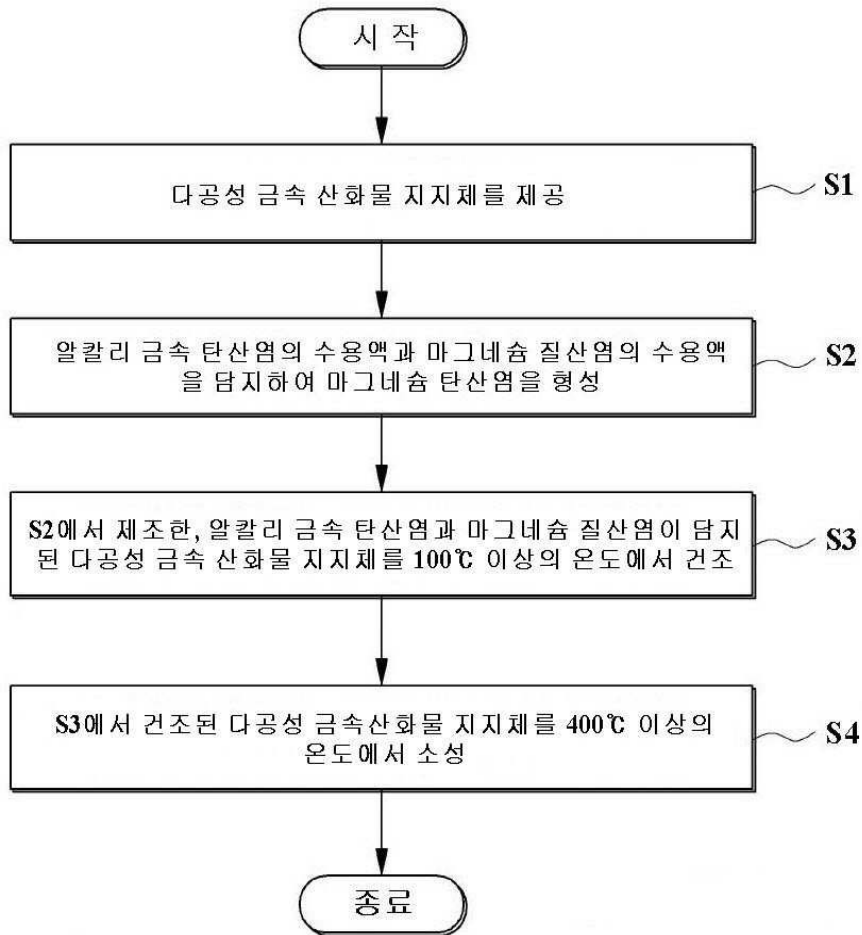 시작
다공성 금속 산화물 지지체를 제공
S1
알칼리 금속 탄산염의 수용액과 마그네슘 질산염의 수용액
을 담지하여 마그네슘 탄산염을 형성
S2
S2에서 제조한, 알칼리 금속 탄산염과 마그네슘 질산염이 담지
된 다공성 금속 산화물 지지체를 100℃ 이상의 온도에서 건조
S3
S3에서 건조된 다공성 금속산화물 지지체를 400℃ 이상의
온도에서 소성
S4
종료